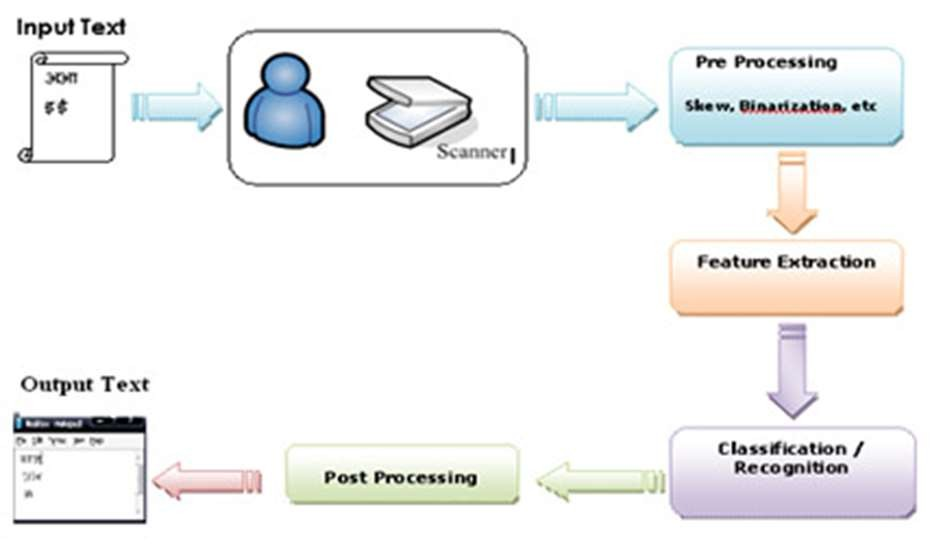 Input Text
Scanner
Pre Processing
Skew, Binarization, etc
Feature Extraction
Classification /
Recognition
Post Processing
Output Text